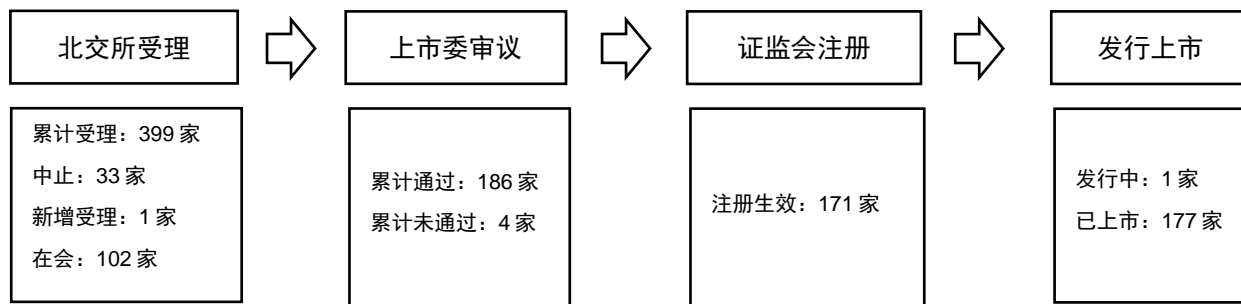 北交所受理
上市委审议
证监会注册
发行上市
累计受理：399 家
中止：33 家
新增受理：1 家
在会：102 家
累计通过：186 家
累计未通过：4 家
注册生效：171 家
发行中：1 家
已上市：177 家